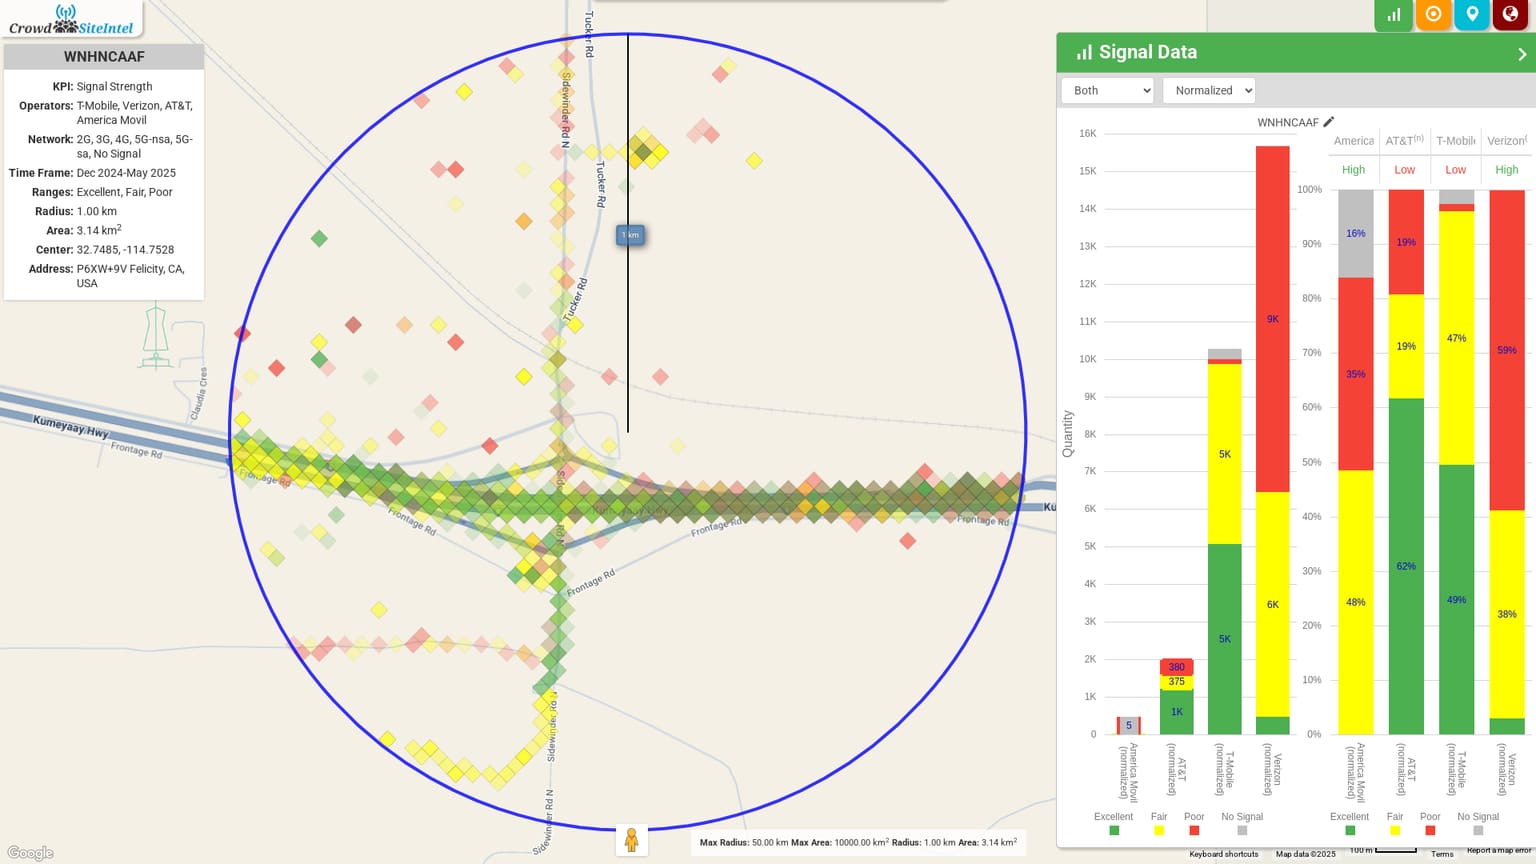 Crowd SiteIntel
WNHNCAAF
KPI: Signal Strength
Operators: T-Mobile, Verizon, AT&T,
America Movil
Network: 2G, 3G, 4G, 5G-nsa, 5G-
sa, No Signal
Time Frame: Dec 2024-May 2025
Ranges: Excellent, Fair, Poor
Radius: 1.00 km
Area: 3.14 km²
Center: 32.7485, -114.7528
Address: P6XW+9V Felicity, CA,
USA
Tucker Rd
Sidewinder Rd N
Tucker Rd
1 km
Tucker Rd
Claudia Cres
Kumeyaay Hwy
Frontage Rd
Frontage Rd
Frontage Rd
Kumeyaay Hwy
Frontage Rd
Frontage Rd
Ku
Frontage Rd
Sidewinder Rd N
Sidewinder Rd N
Google
Max Radius: 50.00 km Max Area: 10000.00 km² Radius: 1.00 km Area: 3.14 km²
Signal Data
Both
Normalized
WNHNCAAF
Quantity
16K
15K
14K
13K
12K
11K
10K
9K
8K
7K
6K
5K
4K
3K
2K
1K
0
5
380
375
1K
5K
5K
9K
6K
America Movil
(normalized)
AT&T
(normalized)
T-Mobile
(normalized)
Verizon
(normalized)
Excellent Fair Poor No Signal
America AT&T(n) T-Mobile Verizon(
High Low Low High
100%
90%
80%
70%
60%
50%
40%
30%
20%
10%
0%
16%
35%
48%
19%
19%
62%
47%
49%
59%
38%
America Movil
(normalized)
AT&T
(normalized)
T-Mobile
(normalized)
Verizon
(normalized)
Excellent Fair Poor No Signal
Keyboard shortcuts Map data ©2025 100 m Terms Report a map error